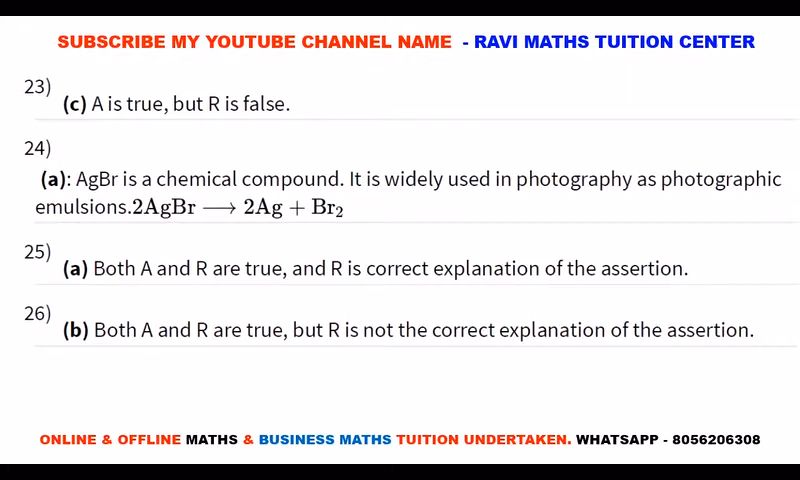 SUBSCRIBE MY YOUTUBE CHANNEL NAME - RAVI MATHS TUITION CENTER
23)
(c) A is true, but R is false.
24)
(a): AgBr is a chemical compound. It is widely used in photography as photographic
emulsions.2AgBr ⟶ 2Ag + Br₂
25)
(a) Both A and R are true, and R is correct explanation of the assertion.
26)
(b) Both A and R are true, but R is not the correct explanation of the assertion.
ONLINE & OFFLINE MATHS & BUSINESS MATHS TUITION UNDERTAKEN. WHATSAPP - 8056206308